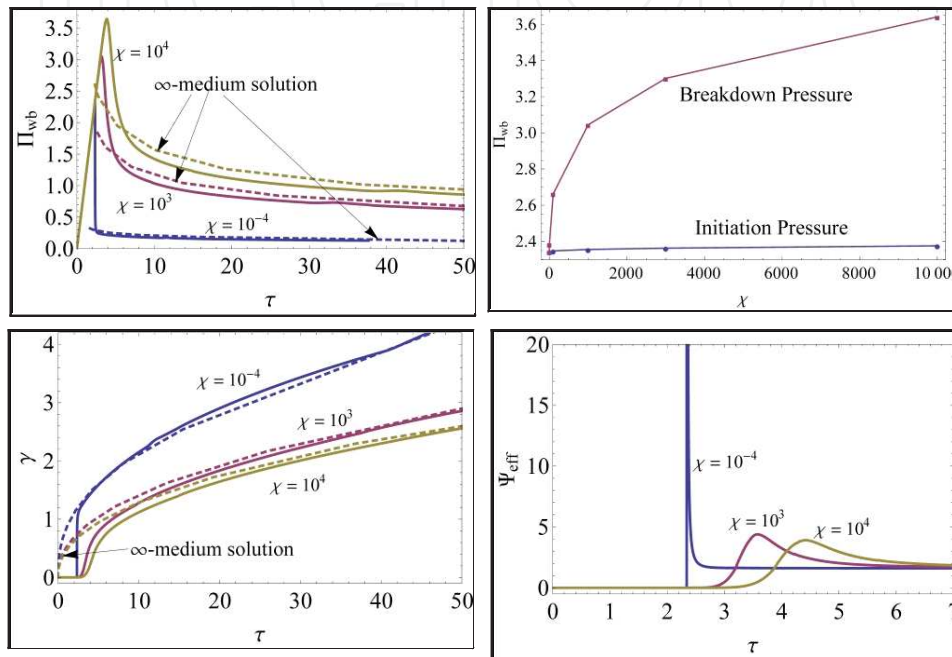 3.5
3.0
2.5
2.0
1.5
1.0
0.5
0.0
Π_wb
χ = 10^4
∞-medium solution
χ = 10^3
χ = 10^-4
0 10 20 30 40 50
τ
3.6
3.4
3.2
3.0
2.8
2.6
2.4
Π_wb
Breakdown Pressure
Initiation Pressure
0 2000 4000 6000 8000 10 000
χ
4
3
2
1
0
γ
χ = 10^-4
χ = 10^3
χ = 10^4
∞-medium solution
0 10 20 30 40 50
τ
20
15
10
5
0
Ψ_eff
χ = 10^-4
χ = 10^3
χ = 10^4
0 1 2 3 4 5 6 7
τ